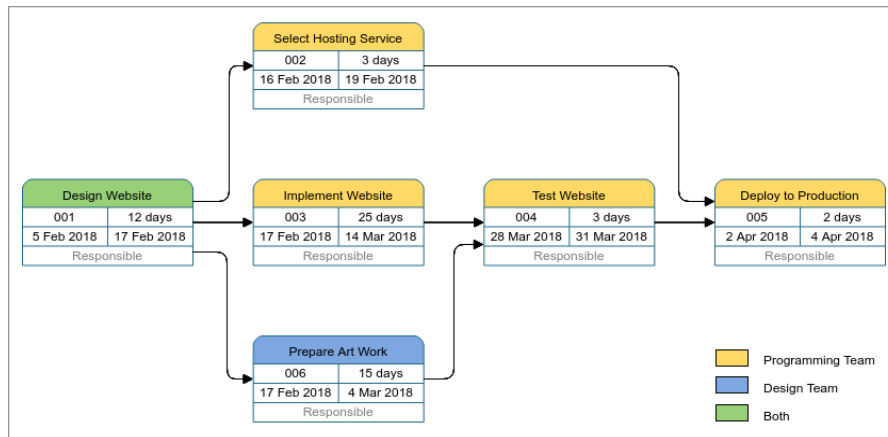 Select Hosting Service
002 3 days
16 Feb 2018 19 Feb 2018
Responsible
Design Website
001 12 days
5 Feb 2018 17 Feb 2018
Responsible
Implement Website
003 25 days
17 Feb 2018 14 Mar 2018
Responsible
Test Website
004 3 days
28 Mar 2018 31 Mar 2018
Responsible
Deploy to Production
005 2 days
2 Apr 2018 4 Apr 2018
Responsible
Prepare Art Work
006 15 days
17 Feb 2018 4 Mar 2018
Responsible
Programming Team
Design Team
Both